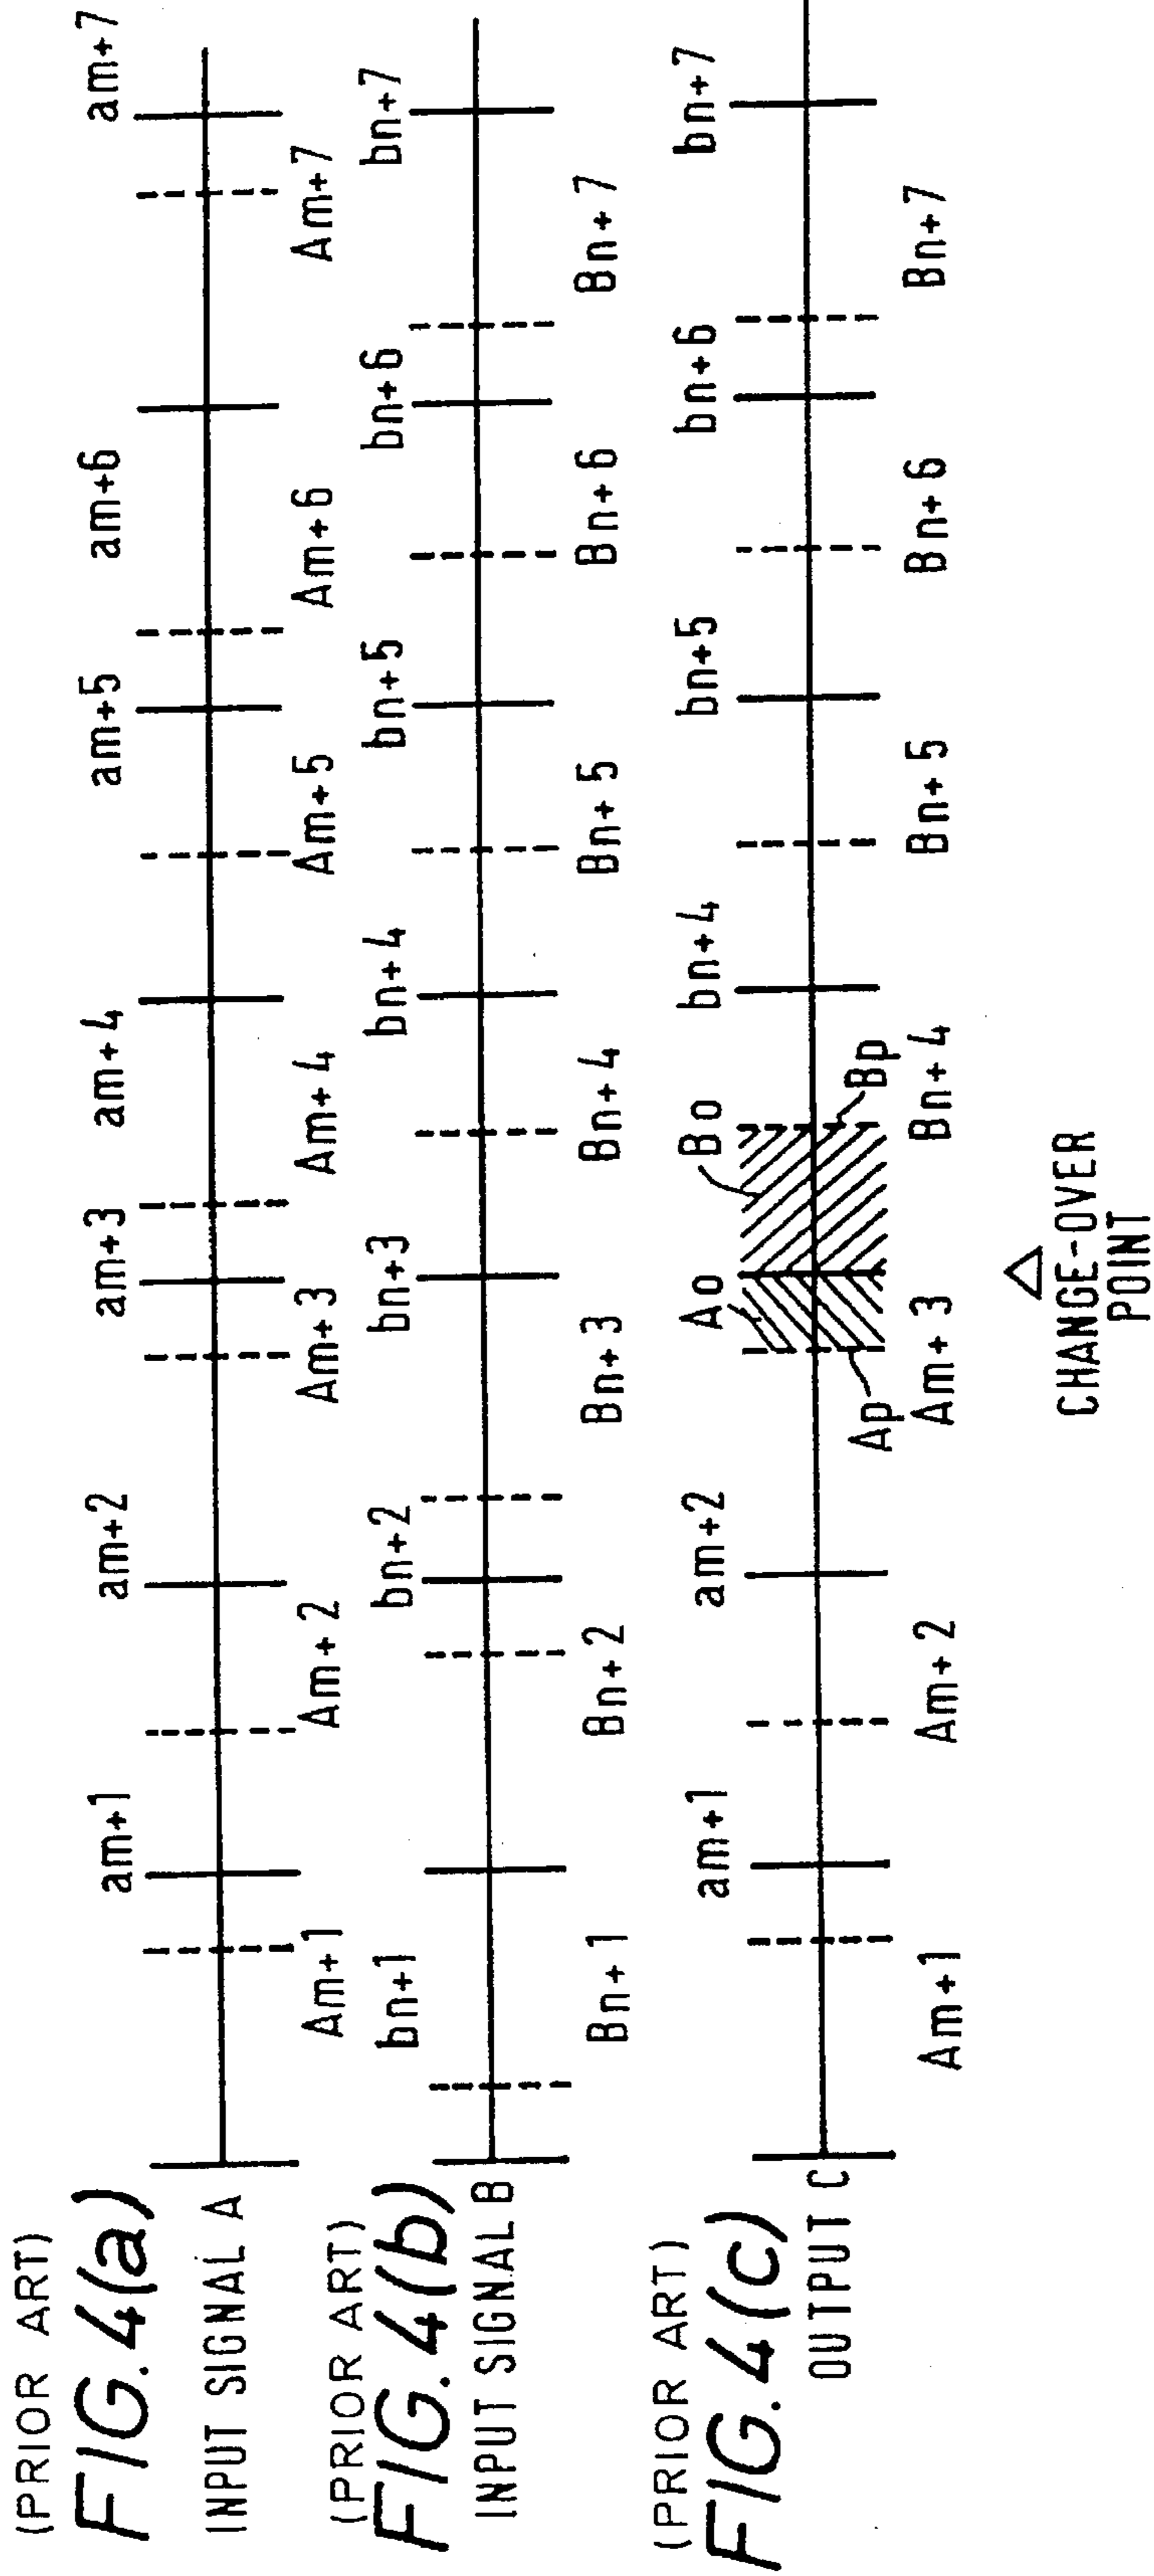 (PRIOR ART)
FIG. 4(a)
INPUT SIGNAL A
am+1 am+2 am+3 am+4 am+5 am+6 am+7
Am+1 Am+2 Am+3 Am+4 Am+5 Am+6 Am+7
(PRIOR ART)
FIG. 4(b)
INPUT SIGNAL B
bn+1 bn+2 bn+3 bn+4 bn+5 bn+6 bn+7
Bn+1 Bn+2 Bn+3 Bn+4 Bn+5 Bn+6 Bn+7
(PRIOR ART)
FIG. 4(c)
OUTPUT C
am+1 am+2 Ao Bo bn+4 bn+5 bn+6 bn+7
Ap Bp
Am+1 Am+2 Am+3 Bn+4 Bn+5 Bn+6 Bn+7
CHANGE-OVER
POINT